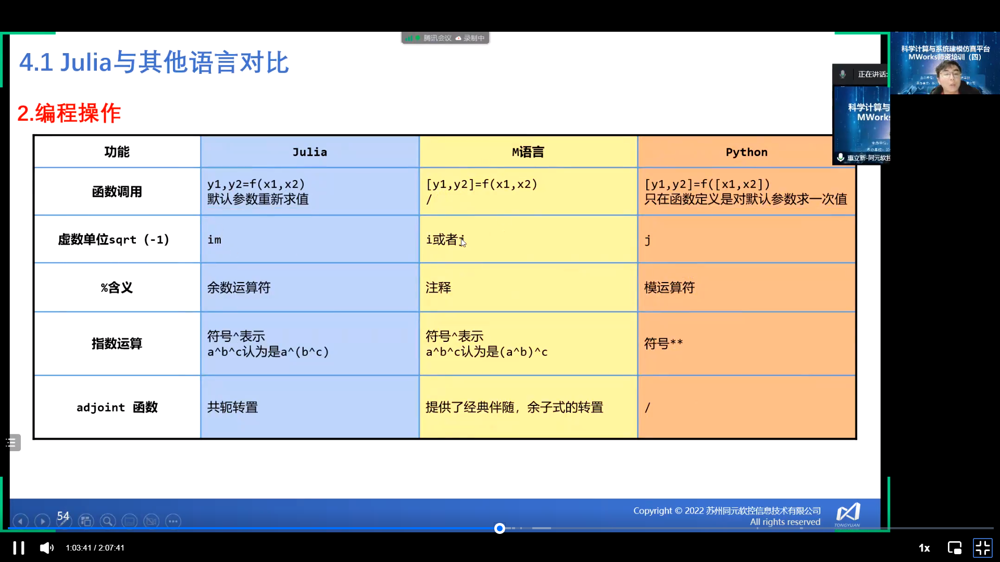 腾讯会议 录制中
4.1 Julia与其他语言对比
科学计算与系统建模仿真平台
MWorks师资培训（四）
正在讲话:
科学计算与
MWorks
惠立新-同元软控
2.编程操作
功能 Julia M语言 Python
函数调用
y1,y2=f(x1,x2)
默认参数重新求值
[y1,y2]=f(x1,x2)
/
[y1,y2]=f([x1,x2])
只在函数定义是对默认参数求一次值
虚数单位sqrt（-1） im i或者j j
%含义 余数运算符 注释 模运算符
指数运算
符号^表示
a^b^c认为是a^(b^c)
符号^表示
a^b^c认为是(a^b)^c
符号**
adjoint 函数 共轭转置 提供了经典伴随，余子式的转置 /
54
Copyright © 2022 苏州同元软控信息技术有限公司
All rights reserved
TONGYUAN
1:03:41 / 2:07:41
1x